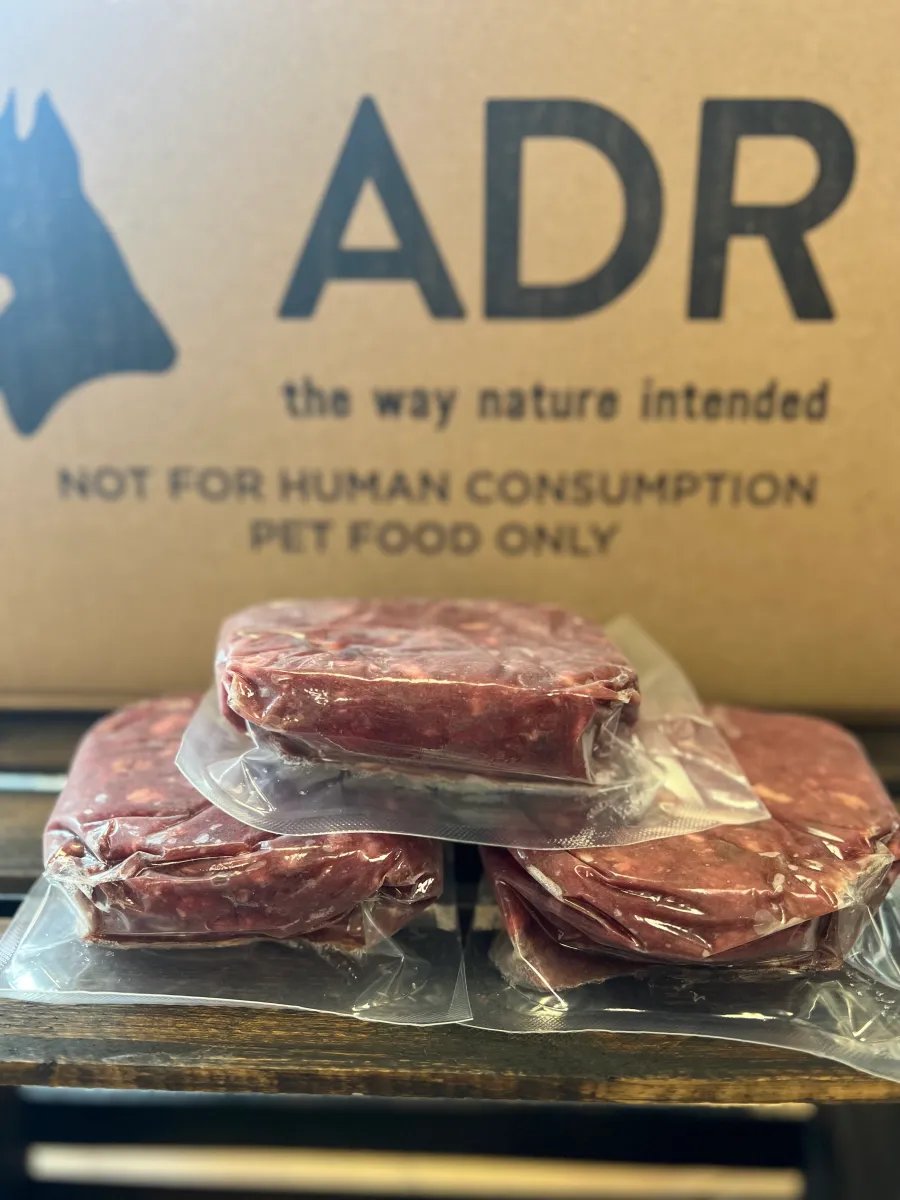 ADR
the way nature intended
NOT FOR HUMAN CONSUMPTION
PET FOOD ONLY